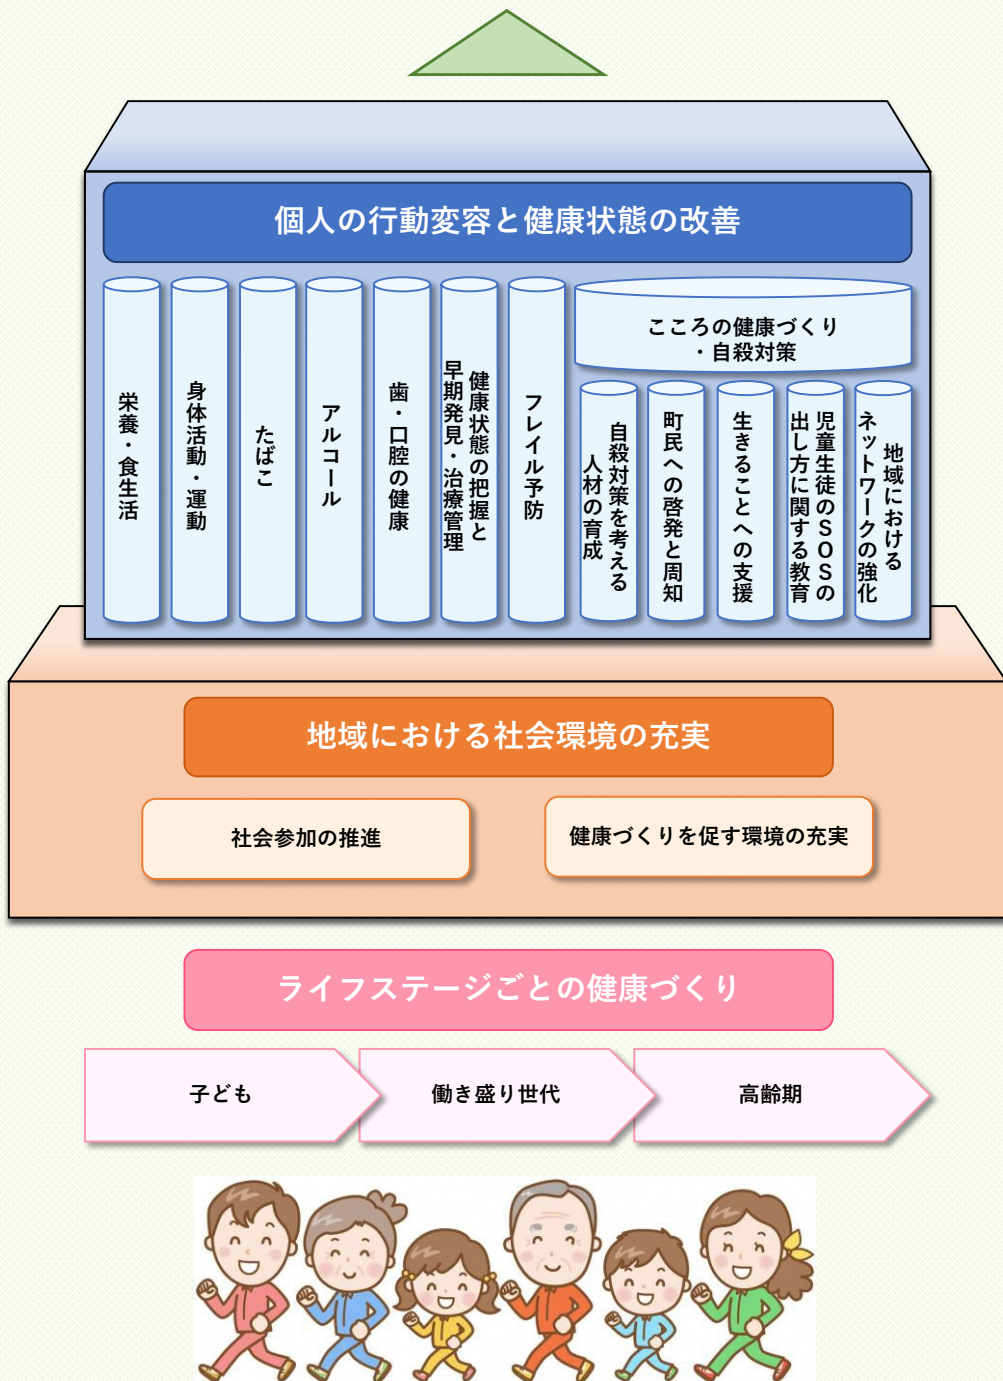 個人の行動変容と健康状態の改善
栄養・食生活
身体活動・運動
たばこ
アルコール
歯・口腔の健康
健康状態の把握と
早期発見・治療管理
フレイル予防
こころの健康づくり
・自殺対策
自殺対策を考える
人材の育成
町民への啓発と周知
生きることへの支援
児童生徒のSOSの
出し方に関する教育
地域における
ネットワークの強化
地域における社会環境の充実
社会参加の推進
健康づくりを促す環境の充実
ライフステージごとの健康づくり
子ども
働き盛り世代
高齢期